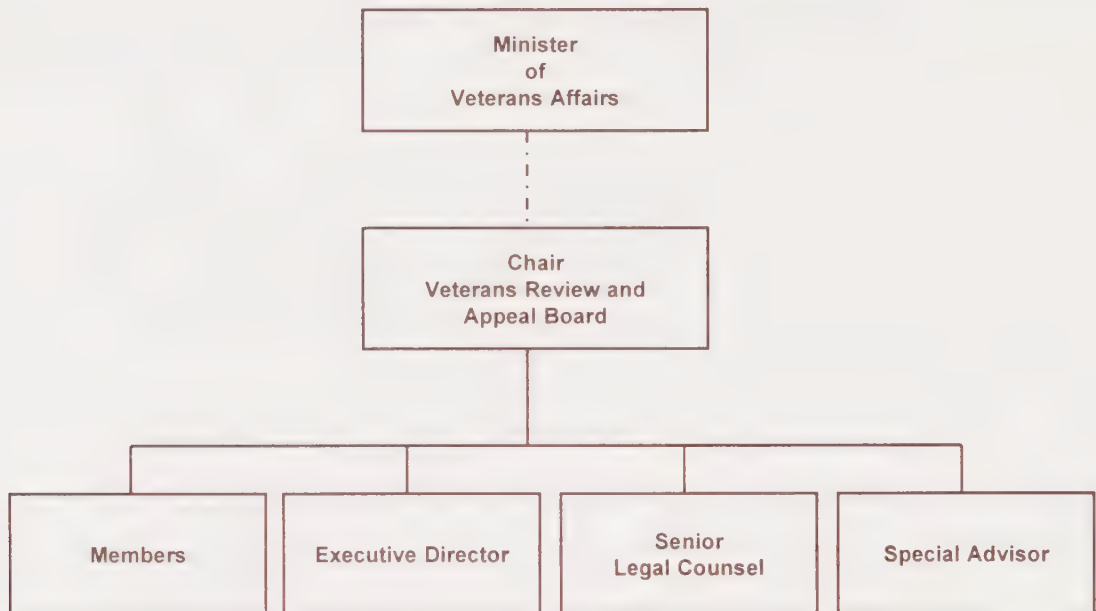 Minister
of
Veterans Affairs
Chair
Veterans Review and
Appeal Board
Members
Executive Director
Senior
Legal Counsel
Special Advisor